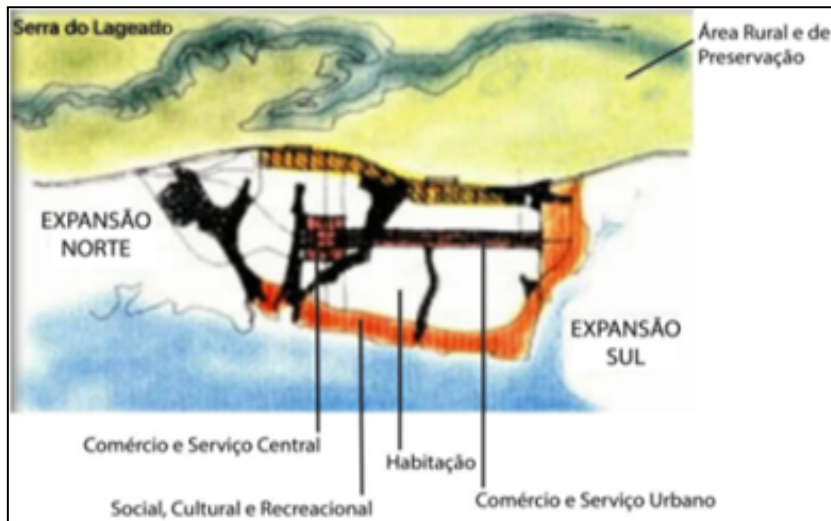 Serra do Lageado
Área Rural e de
Preservação
EXPANSÃO
NORTE
EXPANSÃO
SUL
Comércio e Serviço Central
Habitação
Comércio e Serviço Urbano
Social, Cultural e Recreacional